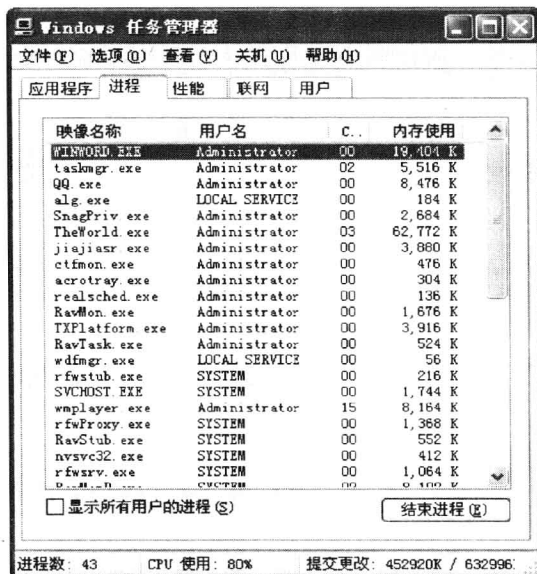 Windows 任务管理器
文件(F) 选项(O) 查看(V) 关机(U) 帮助(H)
应用程序 进程 性能 联网 用户
映像名称 用户名 C.. 内存使用
WINWORD.EXE Administrator 00 19,404 K
taskmgr.exe Administrator 02 5,516 K
QQ.exe Administrator 00 8,476 K
alg.exe LOCAL SERVICE 00 184 K
SnagPriv.exe Administrator 00 2,684 K
TheWorld.exe Administrator 03 62,772 K
jiajiasr.exe Administrator 00 3,880 K
ctfmon.exe Administrator 00 476 K
acrotray.exe Administrator 00 304 K
realsched.exe Administrator 00 136 K
RavMon.exe Administrator 00 1,676 K
TXPlatform.exe Administrator 00 3,916 K
RavTask.exe Administrator 00 524 K
wdfmgr.exe LOCAL SERVICE 00 56 K
rfwstub.exe SYSTEM 00 216 K
SVCHOST.EXE SYSTEM 00 1,744 K
wmplayer.exe Administrator 15 8,164 K
rfwProxy.exe SYSTEM 00 1,368 K
RavStub.exe SYSTEM 00 552 K
nvsvc32.exe SYSTEM 00 412 K
rfwsrv.exe SYSTEM 00 1,064 K
SYSTEM
显示所有用户的进程(S) 结束进程(E)
进程数: 43 CPU 使用: 80% 提交更改: 452920K / 632996